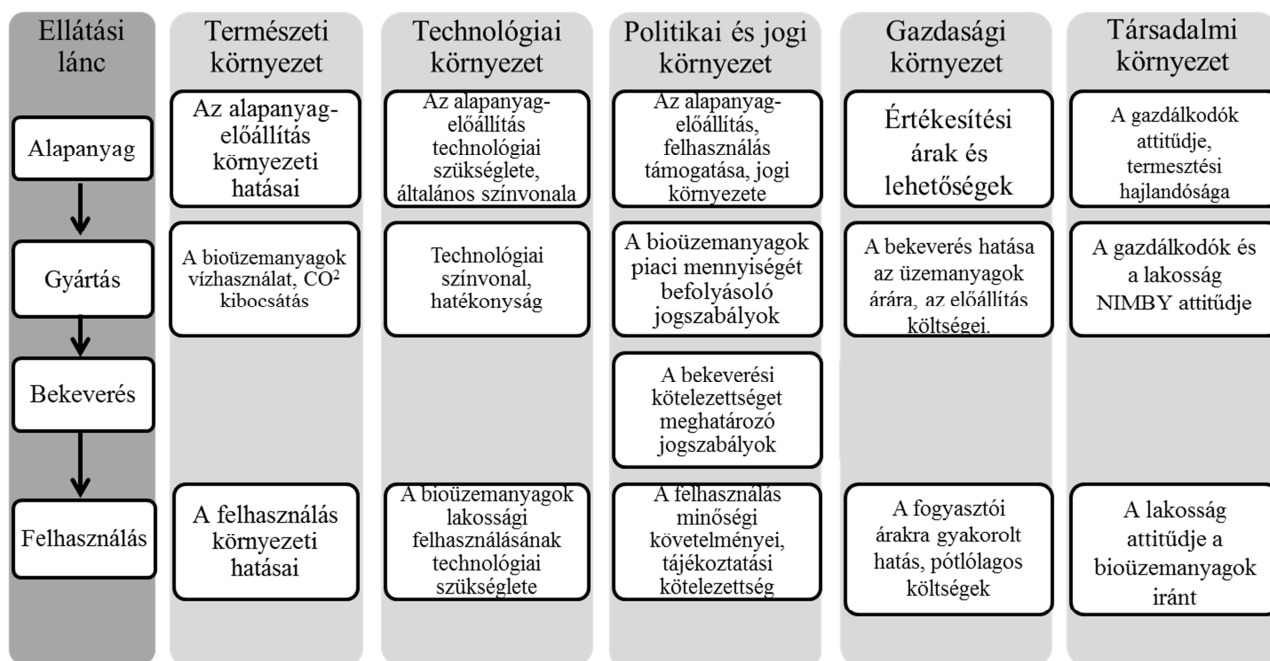 Ellátási
lánc
Természeti
környezet
Technológiai
környezet
Politikai és jogi
környezet
Gazdasági
környezet
Társadalmi
környezet
Alapanyag
Az alapanyag-
előállítás
környezeti
hatásai
Az alapanyag-
előállítás
technológiai
szükséglete,
általános színvonala
Az alapanyag-
előállítás,
felhasználás
támogatása, jogi
környezete
Értékesítési
árak és
lehetőségek
A gazdálkodók
attitűdje,
termesztési
hajlandósága
Gyártás
A bioüzemanyagok
vízhasználat, CO²
kibocsátás
Technológiai
színvonal,
hatékonyság
A bioüzemanyagok
piaci mennyiségét
befolyásoló
jogszabályok
A bekeverés hatása
az üzemanyagok
árára, az előállítás
költségei.
A gazdálkodók és
a lakosság
NIMBY attitűdje
Bekeverés
A bekeverési
kötelezettséget
meghatározó
jogszabályok
Felhasználás
A felhasználás
környezeti
hatásai
A bioüzemanyagok
lakossági
felhasználásának
technológiai
szükséglete
A felhasználás
minőségi
követelményei,
tájékoztatási
kötelezettség
A fogyasztói
árakra gyakorolt
hatás, pótlólagos
költségek
A lakosság
attitűdje a
bioüzemanyagok
iránt